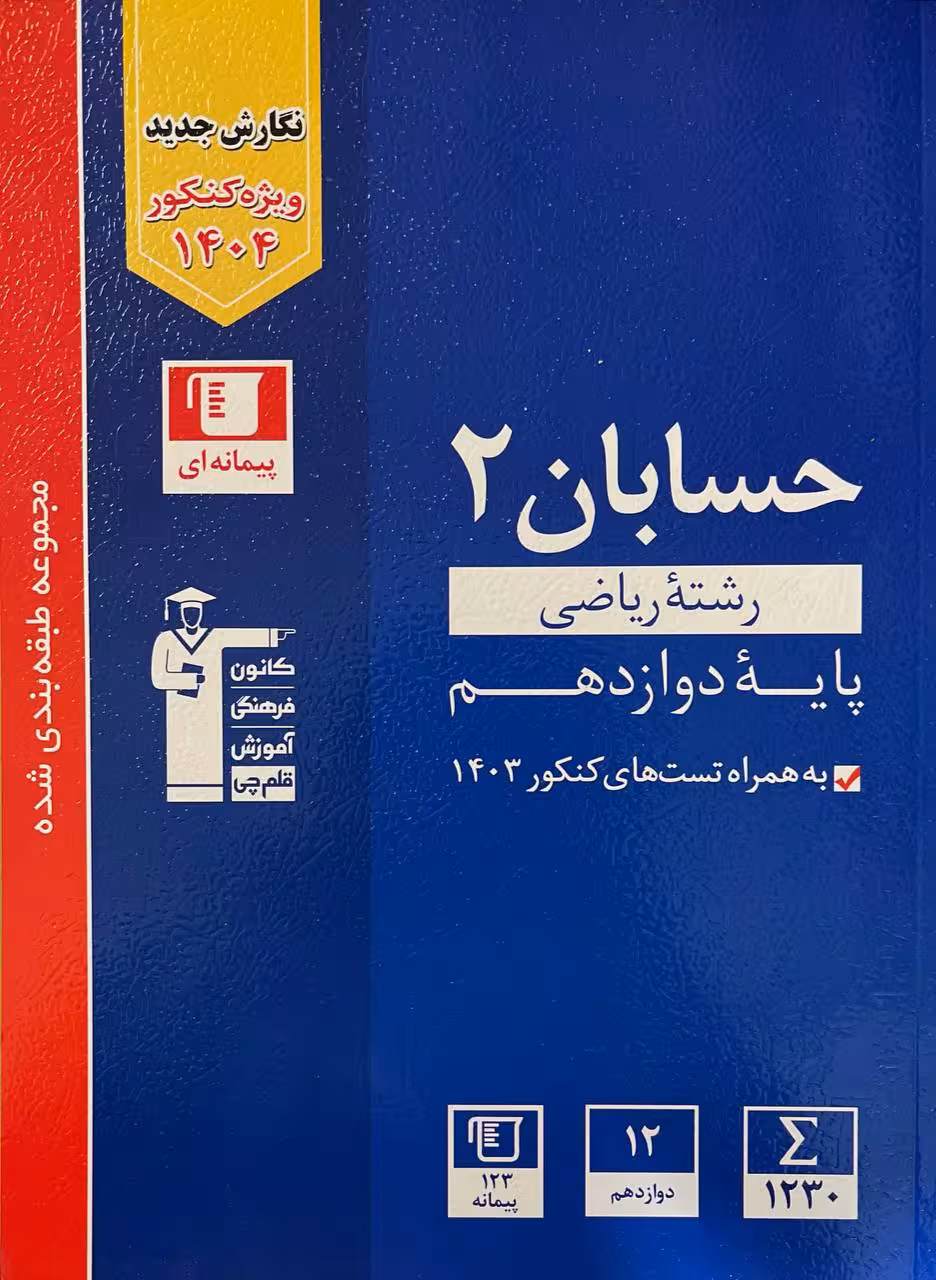 نگارش جدید
ویژه کنکور
۱۴۰۴
پیمانه‌ای
کانون
فرهنگی
آموزش
قلم‌چی
مجموعه طبقه‌بندی شده
حسابان ۲
رشتهٔ ریاضی
پایهٔ دوازدهم
به همراه تست‌های کنکور ۱۴۰۳
Σ
۱۲۳۰
۱۲
دوازدهم
۱۲۳
پیمانه